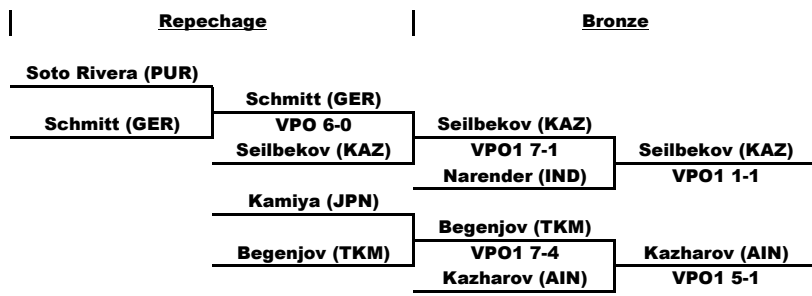 Repechage
Bronze
Soto Rivera (PUR)
Schmitt (GER)
Schmitt (GER)
VPO 6-0
Seilbekov (KAZ)
Seilbekov (KAZ)
VPO1 7-1
Narender (IND)
Seilbekov (KAZ)
VPO1 1-1
Kamiya (JPN)
Begenjov (TKM)
Begenjov (TKM)
VPO1 7-4
Kazharov (AIN)
Kazharov (AIN)
VPO1 5-1